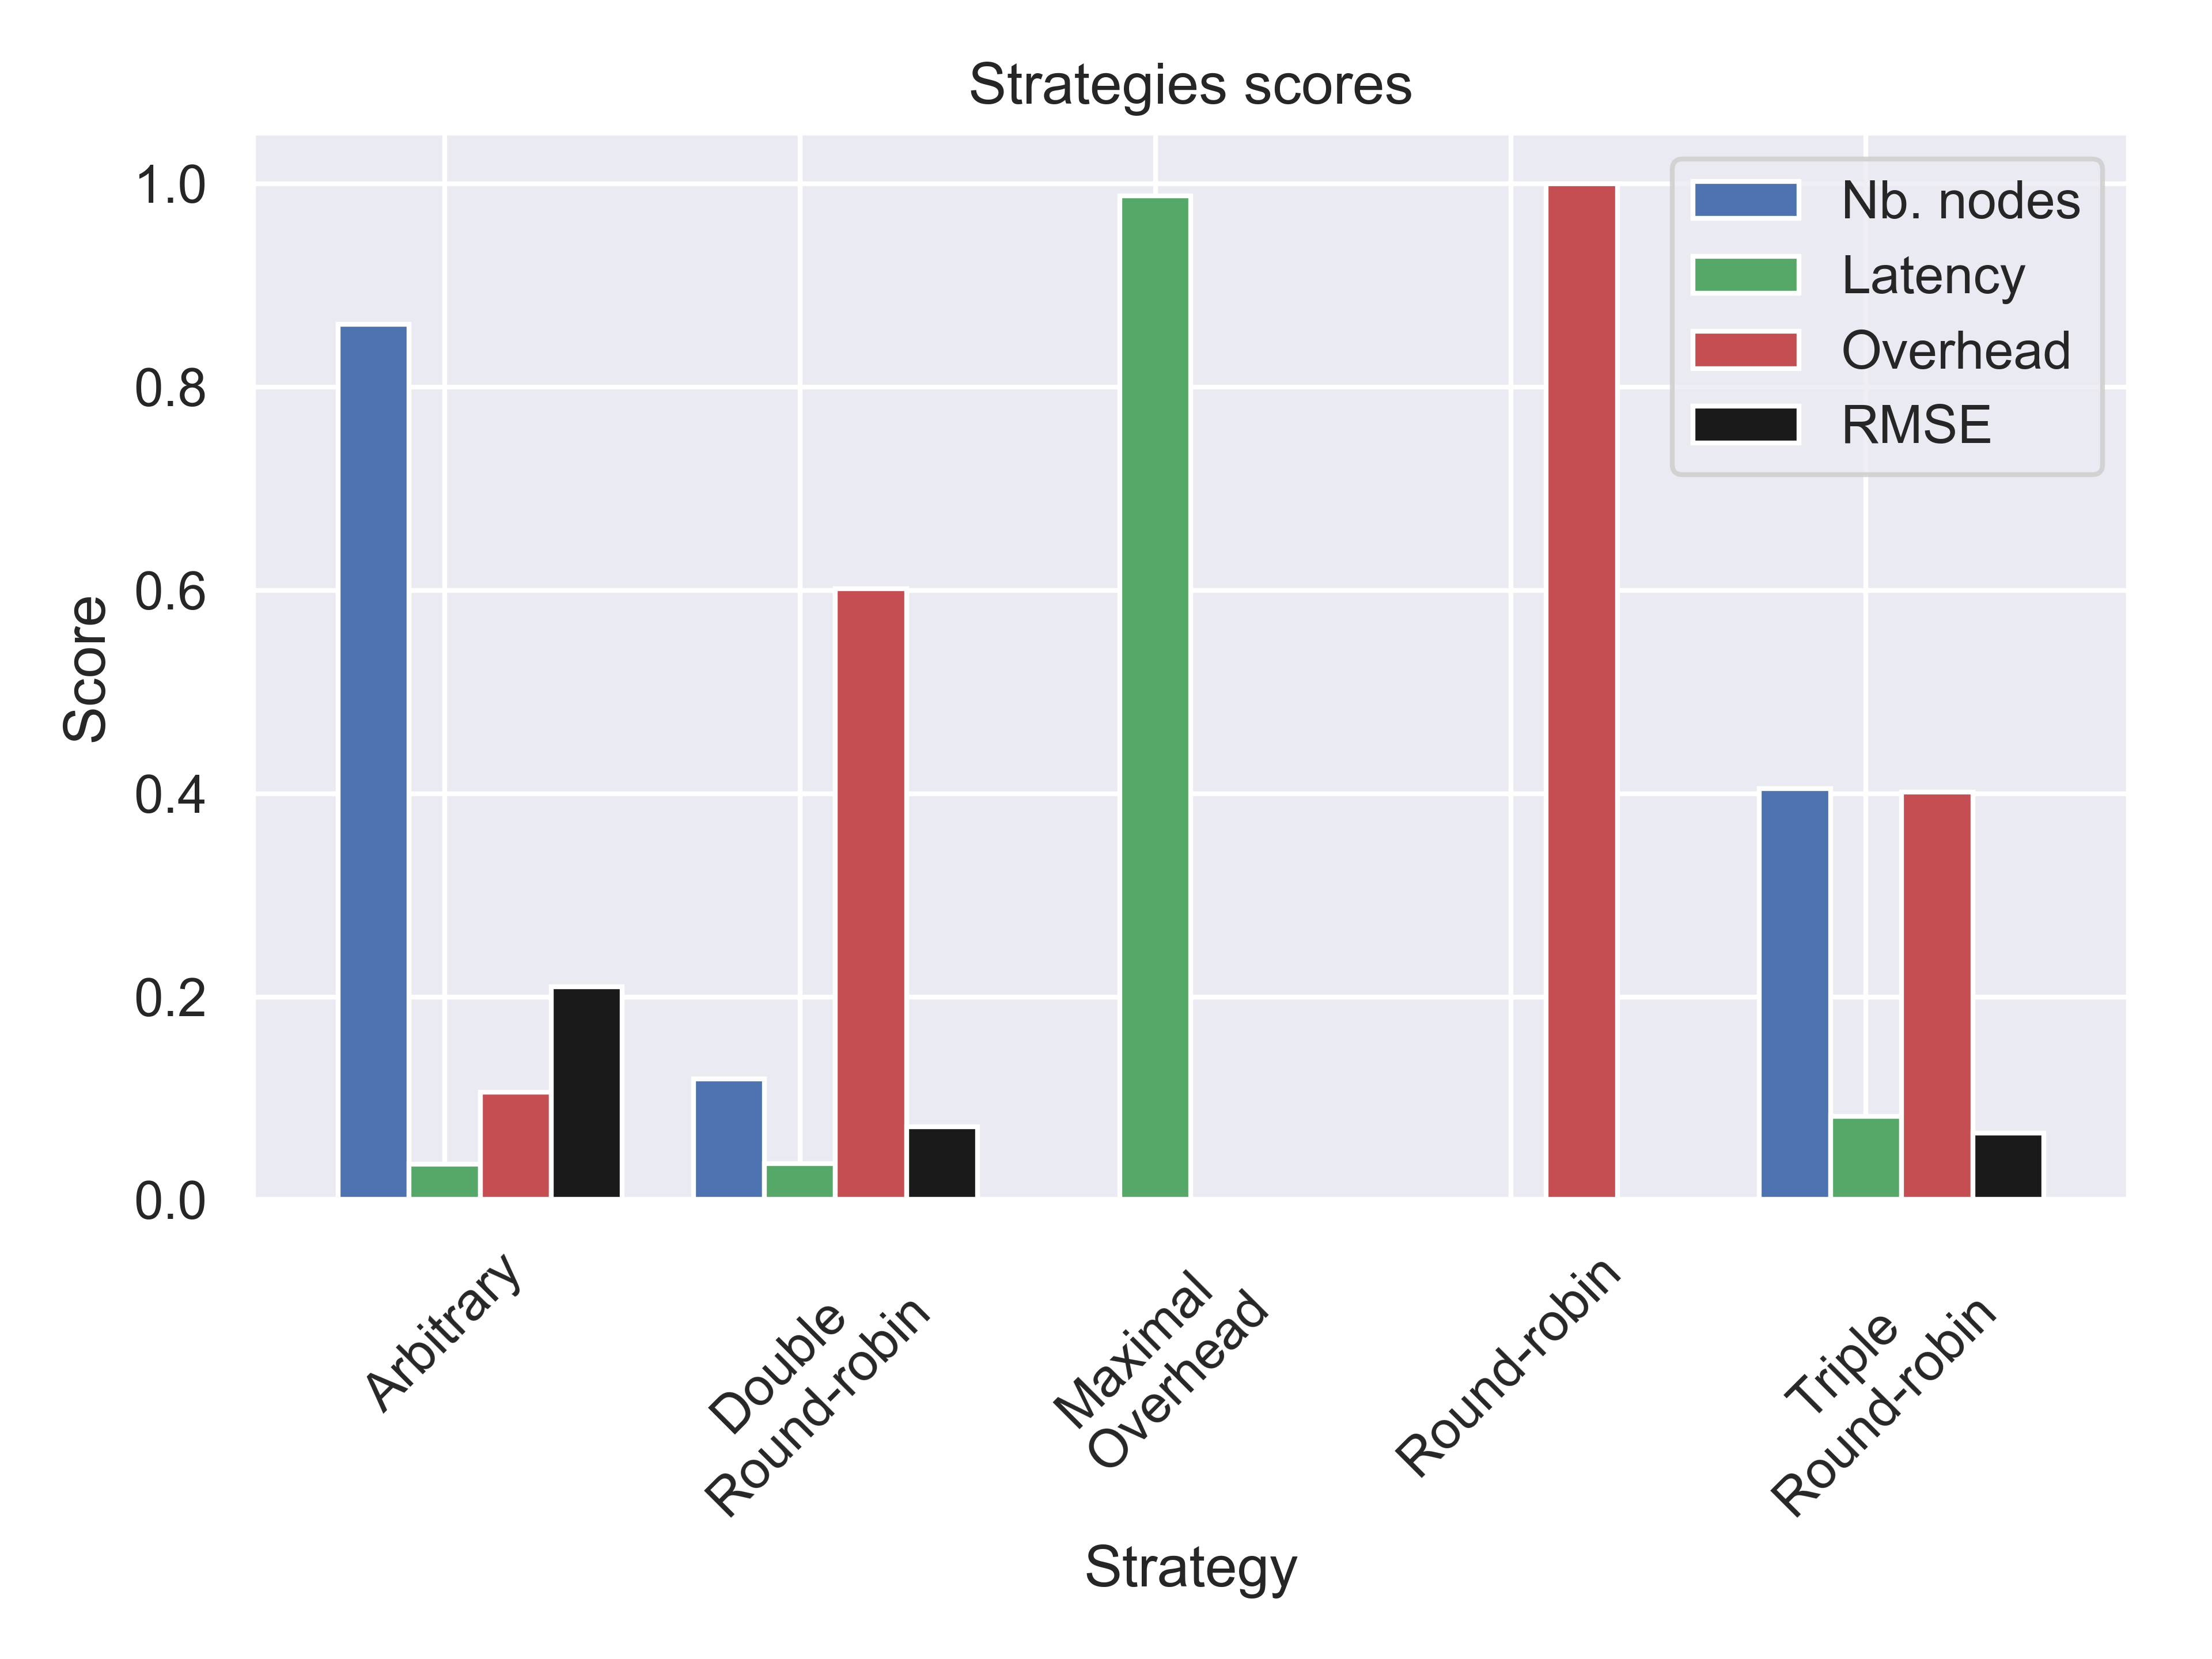 Strategies scores
1.0
0.8
0.6
0.4
0.2
0.0
Score
Nb. nodes
Latency
Overhead
RMSE
Arbitrary
Double
Round-robin
Maximal
Overhead
Round-robin
Triple
Round-robin
Strategy